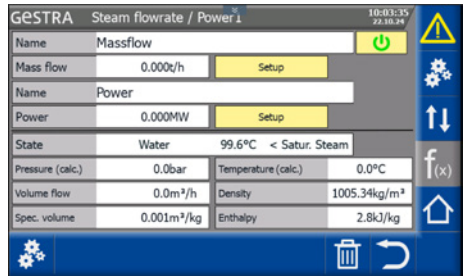 GESTRA Steam flowrate / Power1 10:03:35
22.10.24
Name Massflow
Mass flow 0.000t/h Setup
Name Power
Power 0.000MW Setup
State Water 99.6°C < Satur. Steam
Pressure (calc.) 0.0bar Temperature (calc.) 0.0°C
Volume flow 0.0m³/h Density 1005.34kg/m³
Spec. volume 0.001m³/kg Enthalpy 2.8kJ/kg
f(x)